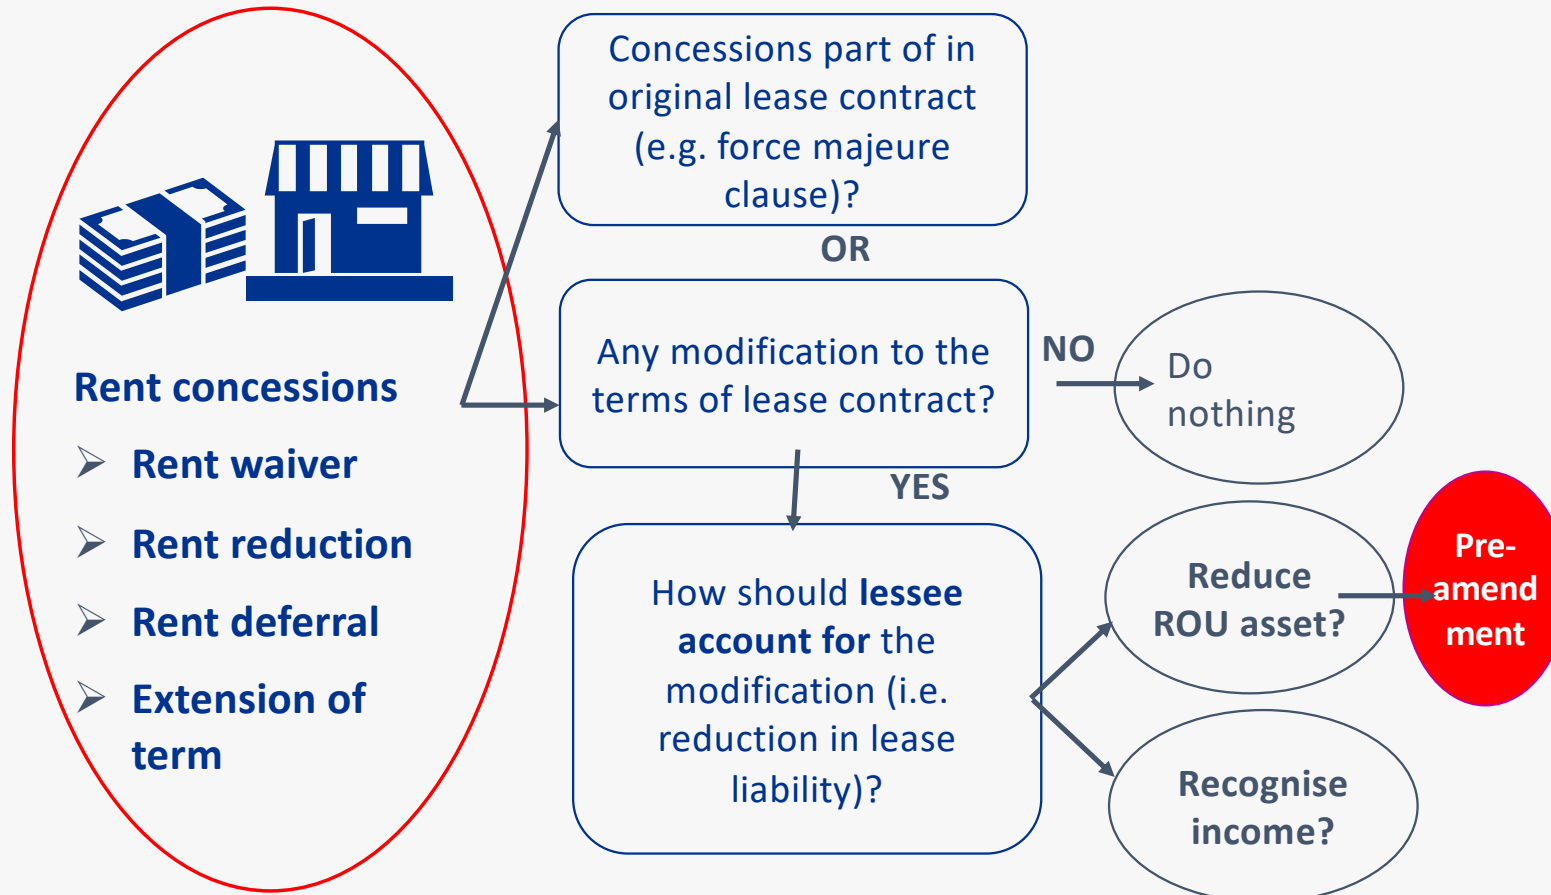 Rent concessions
➢ Rent waiver
➢ Rent reduction
➢ Rent deferral
➢ Extension of
term
Concessions part of in
original lease contract
(e.g. force majeure
clause)?
OR
Any modification to the
terms of lease contract?
NO
Do
nothing
YES
How should lessee
account for the
modification (i.e.
reduction in lease
liability)?
Reduce
ROU asset?
Pre-
amend
ment
Recognise
income?